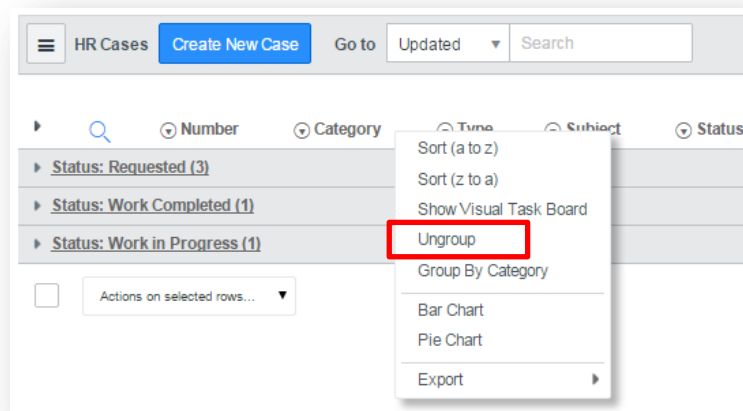 HR Cases Create New Case Go to Updated Search
Number Category Type Subject Status
Status: Requested (3)
Status: Work Completed (1)
Status: Work in Progress (1)
Actions on selected rows...
Sort (a to z)
Sort (z to a)
Show Visual Task Board
Ungroup
Group By Category
Bar Chart
Pie Chart
Export